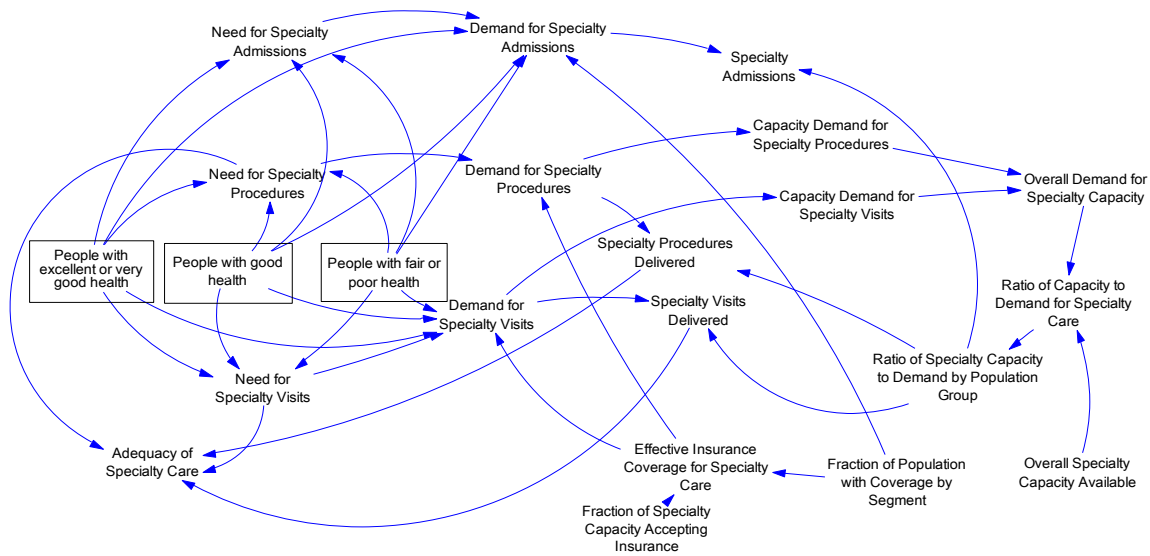 Need for Specialty
Admissions
Demand for Specialty
Admissions
Specialty
Admissions
Capacity Demand for
Specialty Procedures
Need for Specialty
Procedures
Demand for Specialty
Procedures
Overall Demand for
Specialty Capacity
Capacity Demand for
Specialty Visits
People with
excellent or very
good health
People with good
health
People with fair or
poor health
Specialty Procedures
Delivered
Demand for
Specialty Visits
Specialty Visits
Delivered
Ratio of Capacity to
Demand for Specialty
Care
Need for
Specialty Visits
Ratio of Specialty Capacity
to Demand by Population
Group
Adequacy of
Specialty Care
Effective Insurance
Coverage for Specialty
Care
Fraction of Population
with Coverage by
Segment
Overall Specialty
Capacity Available
Fraction of Specialty
Capacity Accepting
Insurance